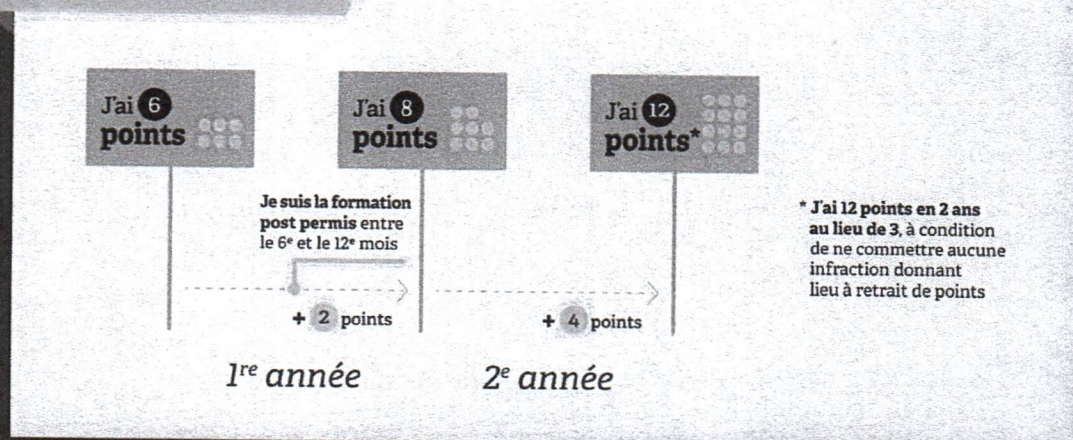 J'ai 6
points
J'ai 8
points
J'ai 12
points*
Je suis la formation
post permis entre
le 6e et le 12e mois
+ 2 points
+ 4 points
1re année
2e année
* J'ai 12 points en 2 ans
au lieu de 3, à condition
de ne commettre aucune
infraction donnant
lieu à retrait de points